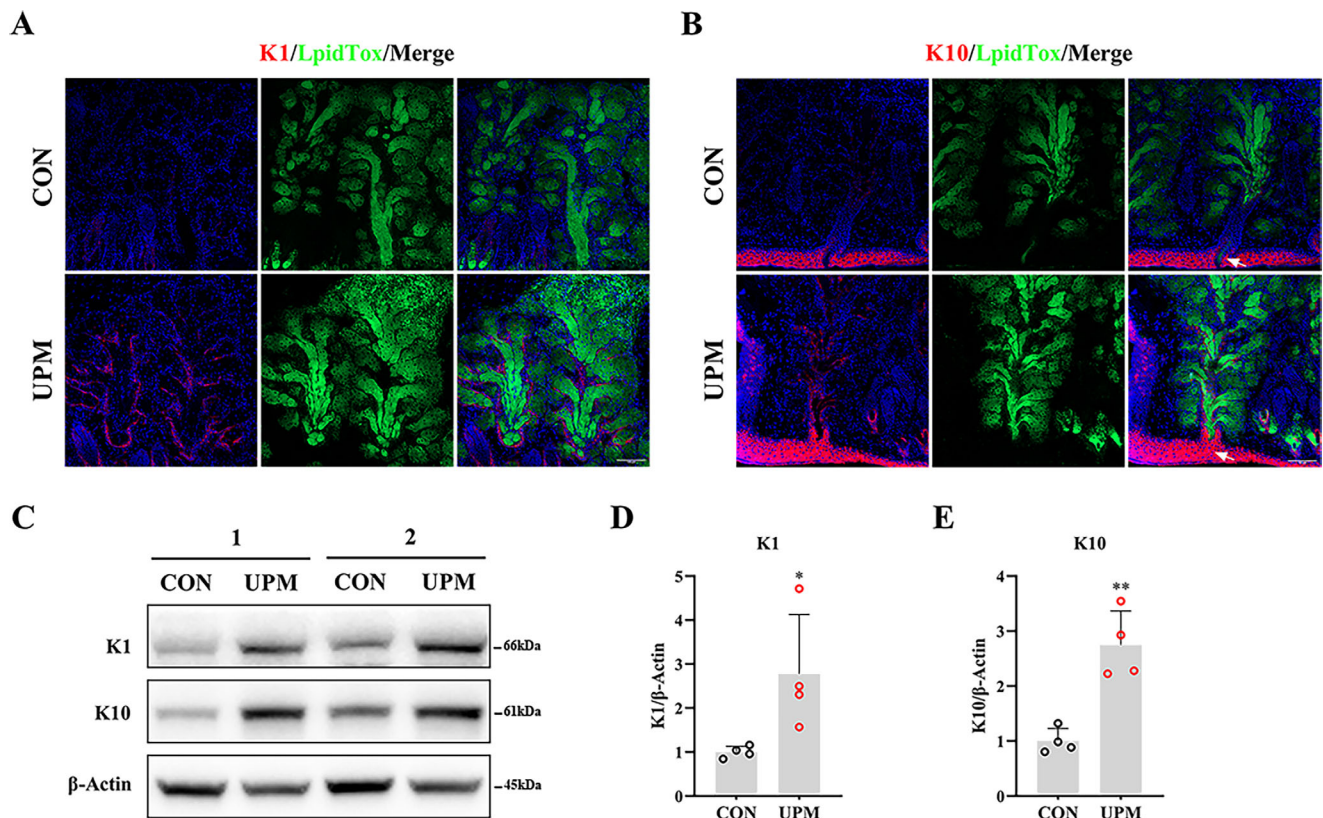 A
K1/LpidTox/Merge
CON
UPM
B
K10/LpidTox/Merge
CON
UPM
C
1 2
CON UPM CON UPM
K1 66kDa
K10 61kDa
β-Actin 45kDa
D
K1
K1/β-Actin
5
4
3
2
1
0
*
CON UPM
E
K10
K10/β-Actin
4
3
2
1
0
**
CON UPM